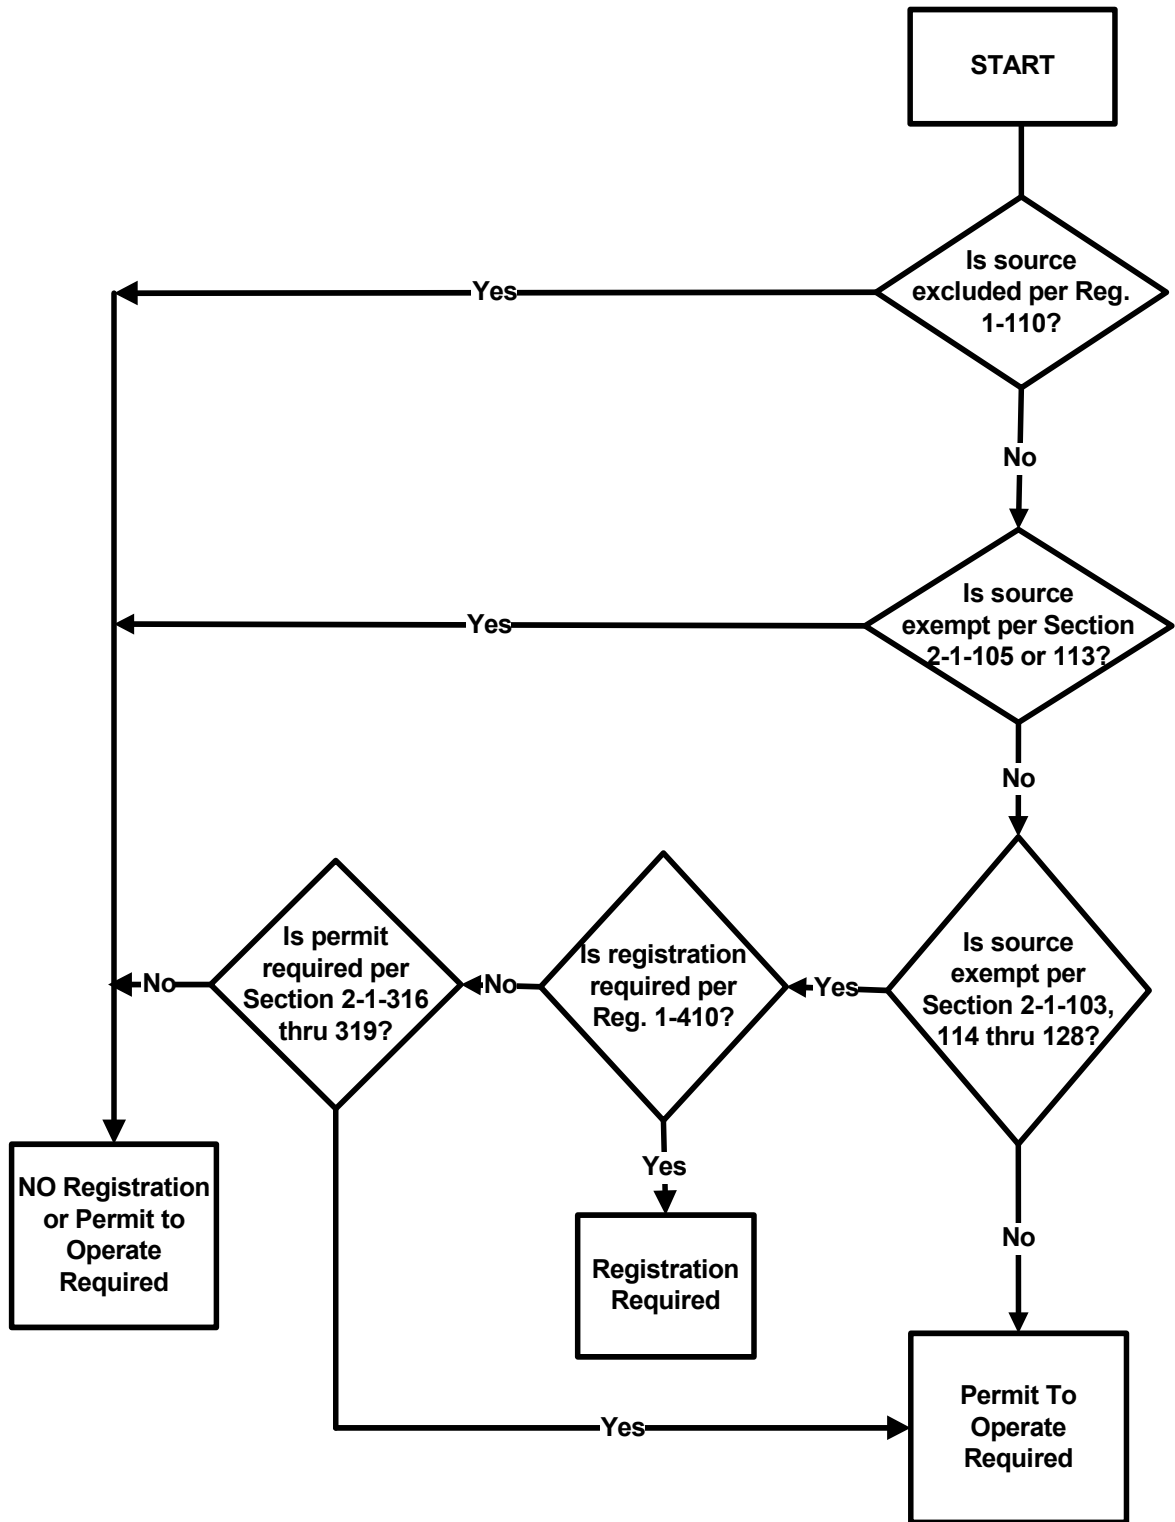 START
Is source
excluded per Reg.
1-110?
Yes
No
Is source
exempt per Section
2-1-105 or 113?
Yes
No
Is source
exempt per
Section 2-1-103,
114 thru 128?
Yes
Is registration
required per
Reg. 1-410?
No
Is permit
required per
Section 2-1-316
thru 319?
No
Yes
No
NO Registration
or Permit to
Operate
Required
Registration
Required
Yes
Permit To
Operate
Required